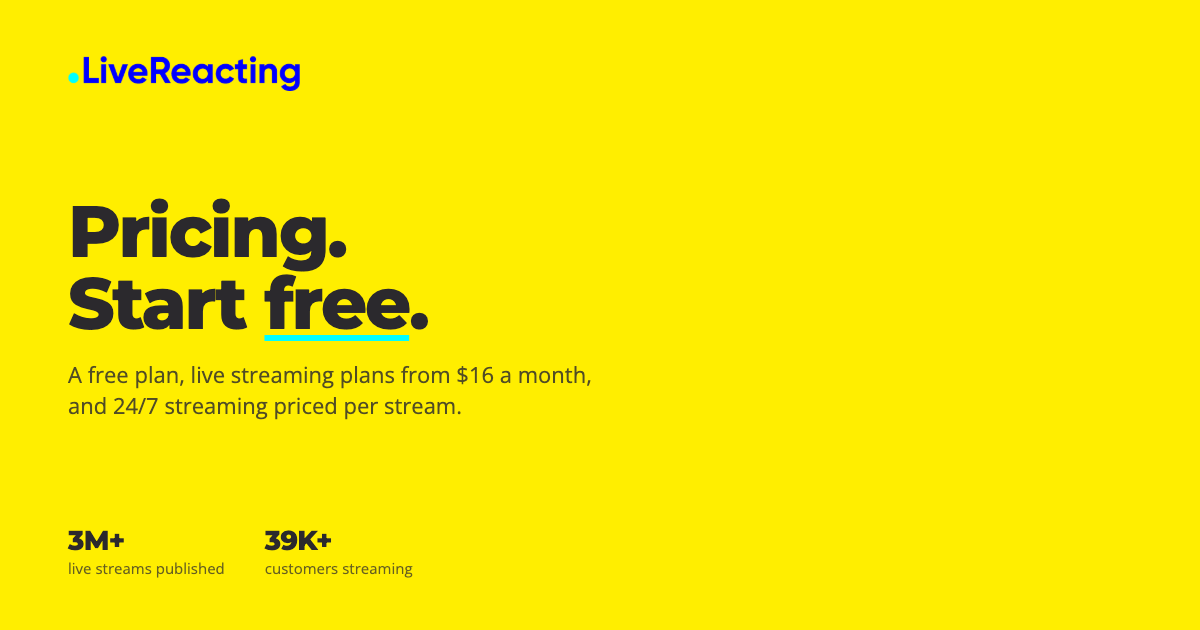 .LiveReacting
Pricing.
Start free.
A free plan, live streaming plans from $16 a month,
and 24/7 streaming priced per stream.
3M+
live streams published
39K+
customers streaming